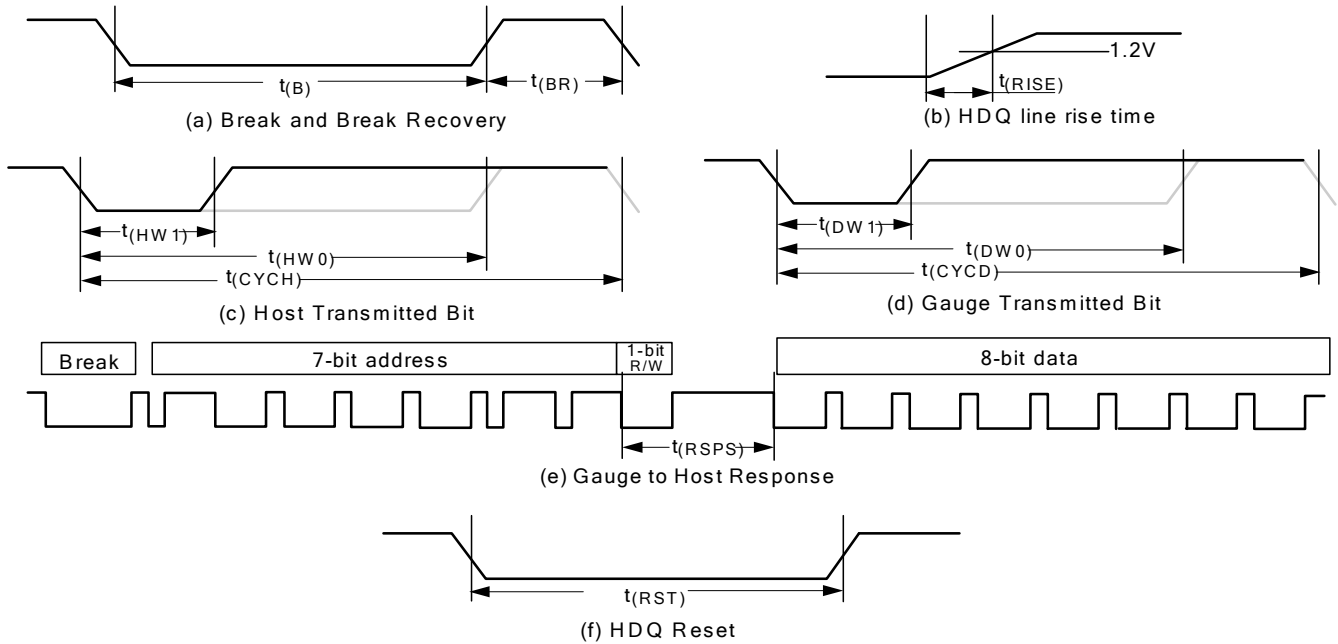 t(B)
t(BR)
(a) Break and Break Recovery
1.2V
t(RISE)
(b) HDQ line rise time
t(HW1)
t(HW0)
t(CYCH)
(c) Host Transmitted Bit
t(DW1)
t(DW0)
t(CYCD)
(d) Gauge Transmitted Bit
Break
7-bit address
1-bit
R/W
8-bit data
t(RSPS)
(e) Gauge to Host Response
t(RST)
(f) HDQ Reset